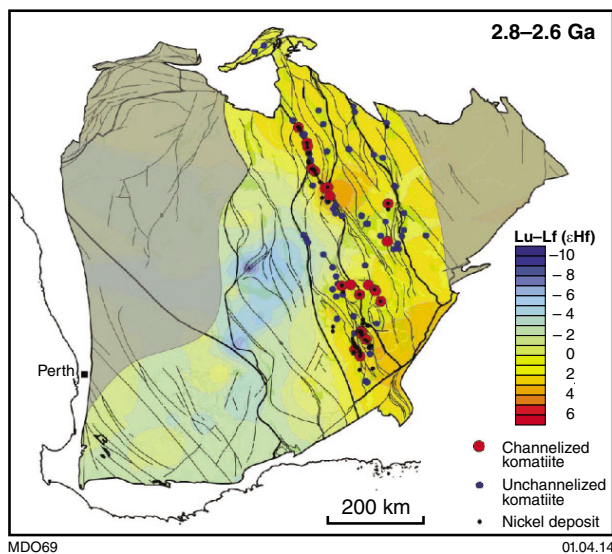 2.8–2.6 Ga
Lu–Lf (εHf)
–10
– 8
– 6
– 4
– 2
0
2
4
6
Perth
Channelized
komatiite
Unchannelized
komatiite
Nickel deposit
200 km
MDO69
01.04.14